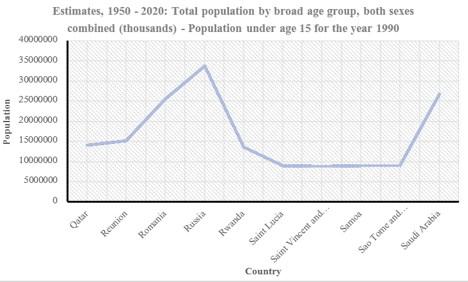 Estimates, 1950 - 2020: Total population by broad age group, both sexes
combined (thousands) - Population under age 15 for the year 1990
40000000
35000000
30000000
25000000
20000000
15000000
10000000
5000000
0
Population
Qatar
Reunion
Romania
Russia
Rwanda
Saint Lucia
Saint Vincent and...
Samoa
Sao Tome and...
Saudi Arabia
Country